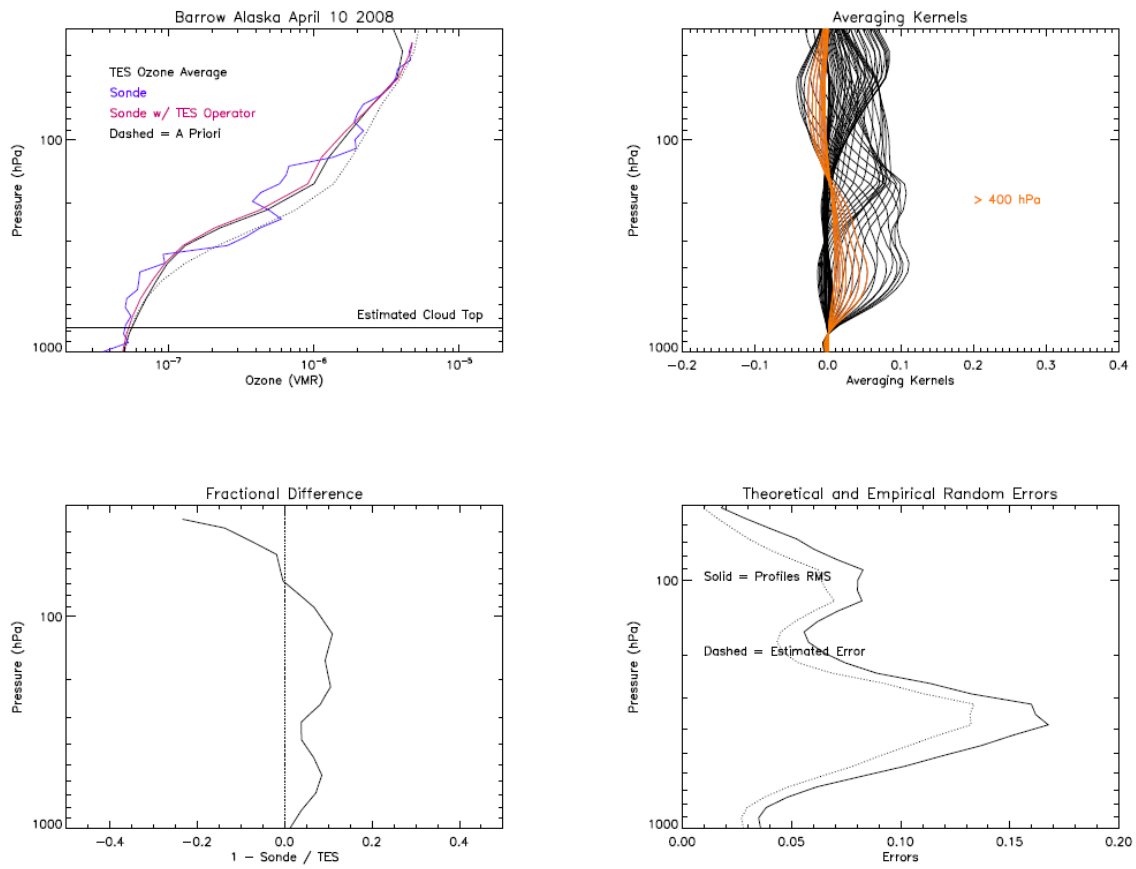 Barrow Alaska April 10 2008
TES Ozone Average
Sonde
Sonde w/ TES Operator
Dashed = A Priori
Estimated Cloud Top
Pressure (hPa)
100
1000
10⁻⁷ 10⁻⁶ 10⁻⁵
Ozone (VMR)
Averaging Kernels
> 400 hPa
Pressure (hPa)
100
1000
−0.2 −0.1 0.0 0.1 0.2 0.3 0.4
Averaging Kernels
Fractional Difference
Pressure (hPa)
100
1000
−0.4 −0.2 0.0 0.2 0.4
1 − Sonde / TES
Theoretical and Empirical Random Errors
Solid = Profiles RMS
Dashed = Estimated Error
Pressure (hPa)
100
1000
0.00 0.05 0.10 0.15 0.20
Errors